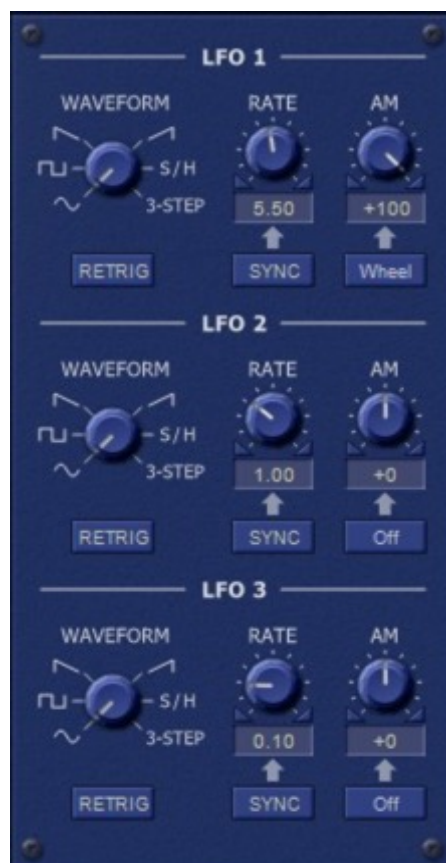 LFO 1
WAVEFORM RATE AM
S/H
3-STEP
5.50 +100
RETRIG SYNC Wheel
LFO 2
WAVEFORM RATE AM
S/H
3-STEP
1.00 +0
RETRIG SYNC Off
LFO 3
WAVEFORM RATE AM
S/H
3-STEP
0.10 +0
RETRIG SYNC Off